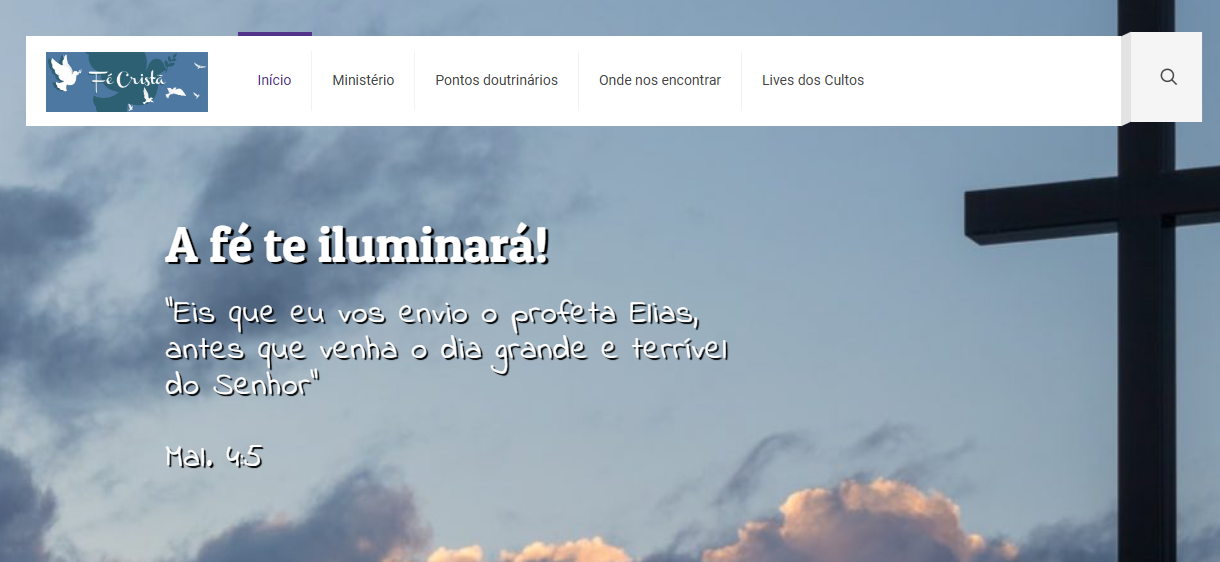 Fé Cristã
Início
Ministério
Pontos doutrinários
Onde nos encontrar
Lives dos Cultos
A fé te iluminará!
"Eis que eu vos envio o profeta Elias,
antes que venha o dia grande e terrível
do Senhor"
Mal. 4:5